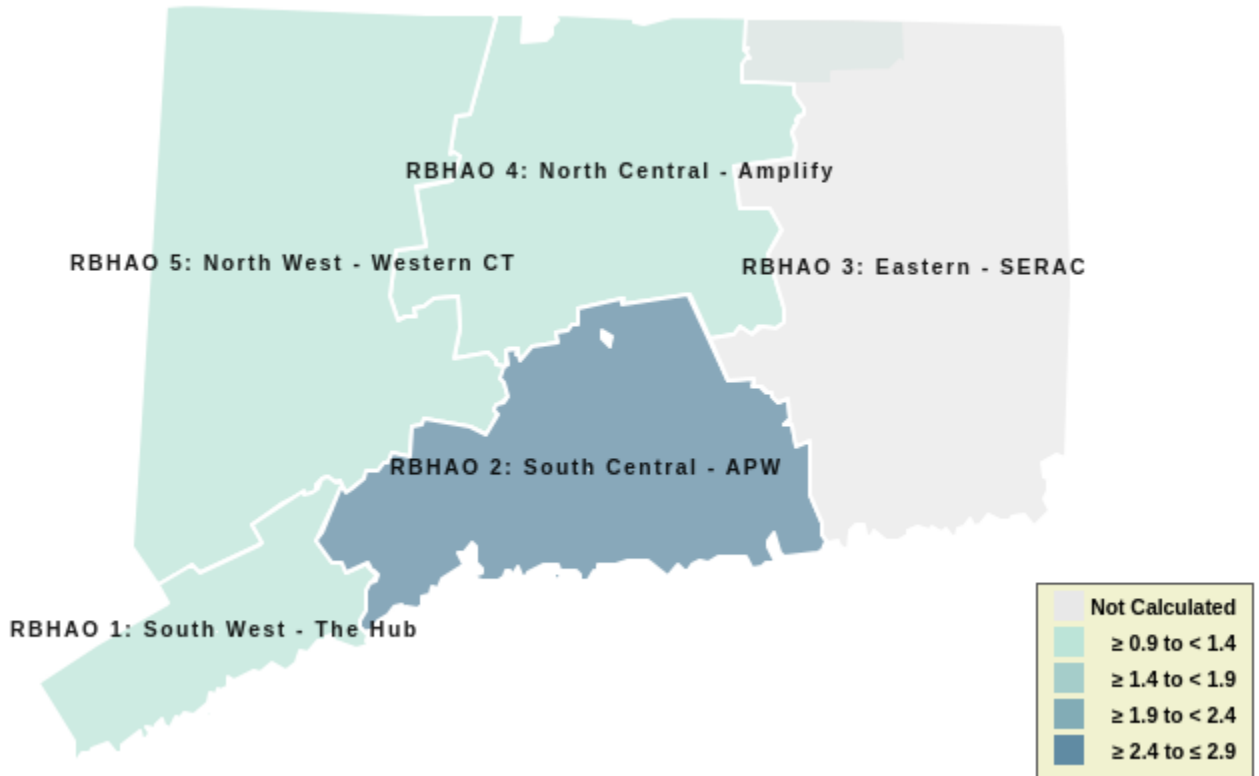 RBHAO 4: North Central - Amplify
RBHAO 5: North West - Western CT
RBHAO 3: Eastern - SERAC
RBHAO 2: South Central - APW
RBHAO 1: South West - The Hub
Not Calculated
≥ 0.9 to < 1.4
≥ 1.4 to < 1.9
≥ 1.9 to < 2.4
≥ 2.4 to ≤ 2.9